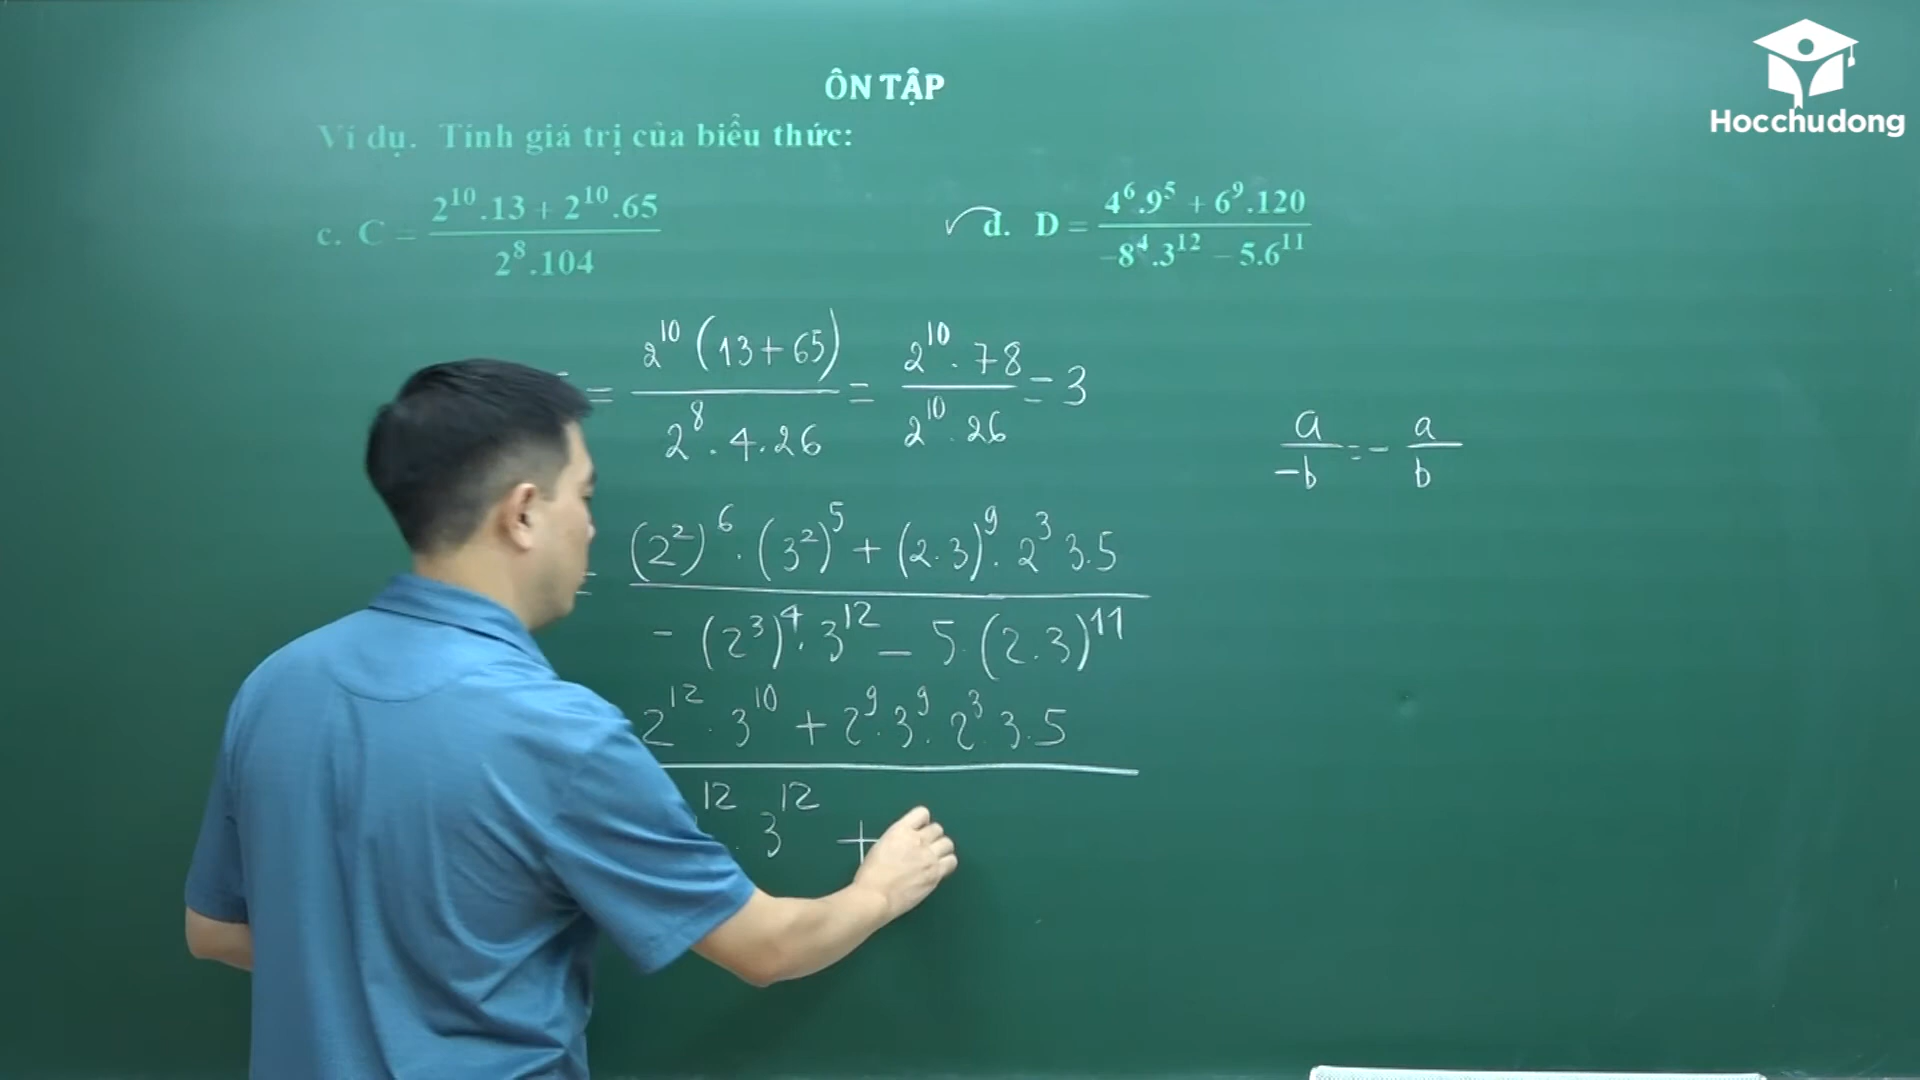 Hocchudong
ÔN TẬP
Ví dụ. Tính giá trị của biểu thức:
c. C = (2^10.13 + 2^10.65) / (2^8.104)
d. D = (4^6.9^5 + 6^9.120) / (-8^4.3^12 - 5.6^11)
= (2^10 (13+65)) / (2^8 . 4.26) = (2^10 . 78) / (2^10 . 26) = 3
a / -b = - a / b
= ((2^2)^6 . (3^2)^5 + (2.3)^9 . 2^3 3.5) / (-(2^3)^4 . 3^12 - 5.(2.3)^11)
2^12 . 3^10 + 2^9 . 3^9 . 2^3 . 3.5
12 . 3^12 +